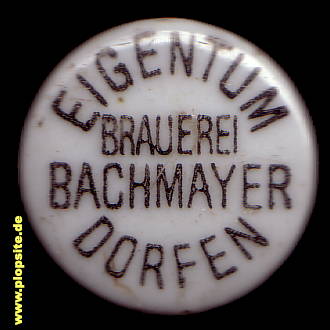 EIGENTUM
BRAUEREI
BACHMAYER
DORFEN
www.plopsite.de